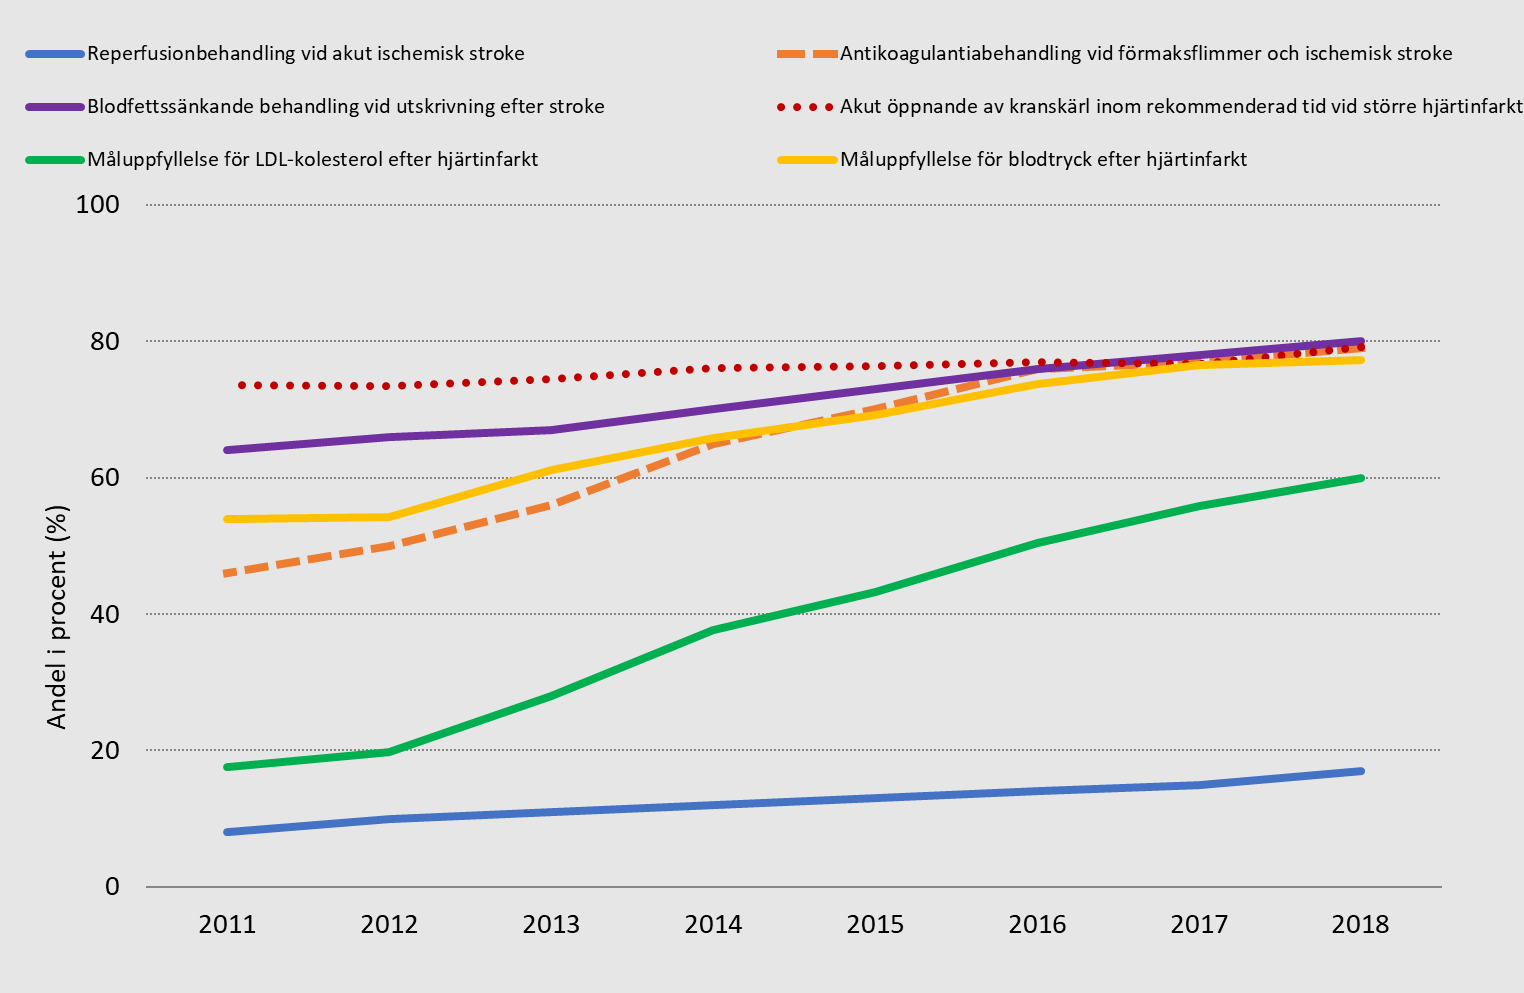 Reperfusionbehandling vid akut ischemisk stroke
Antikoagulantiabehandling vid förmaksflimmer och ischemisk stroke
Blodfettssänkande behandling vid utskrivning efter stroke
Akut öppnande av kranskärl inom rekommenderad tid vid större hjärtinfarkt
Måluppfyllelse för LDL-kolesterol efter hjärtinfarkt
Måluppfyllelse för blodtryck efter hjärtinfarkt
Andel i procent (%)
100
80
60
40
20
0
2011 2012 2013 2014 2015 2016 2017 2018